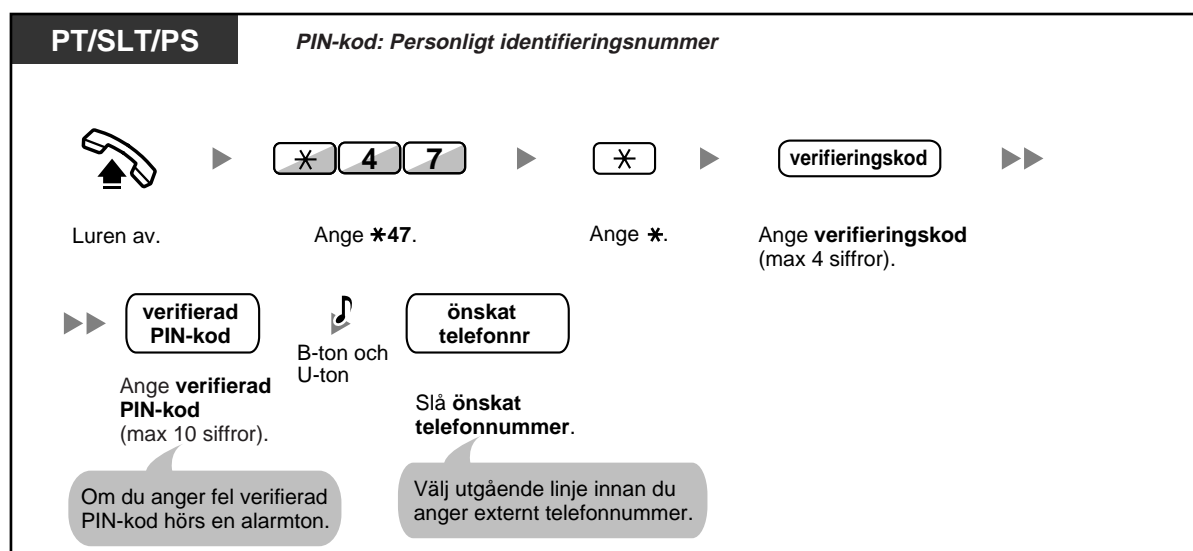 PT/SLT/PS
PIN-kod: Personligt identifieringsnummer
* 4 7
*
verifieringskod
Luren av.
Ange *47.
Ange *.
Ange verifieringskod
(max 4 siffror).
verifierad
PIN-kod
B-ton och
U-ton
önskat
telefonnr
Ange verifierad
PIN-kod
(max 10 siffror).
Slå önskat
telefonnummer.
Om du anger fel verifierad
PIN-kod hörs en alarmton.
Välj utgående linje innan du
anger externt telefonnummer.